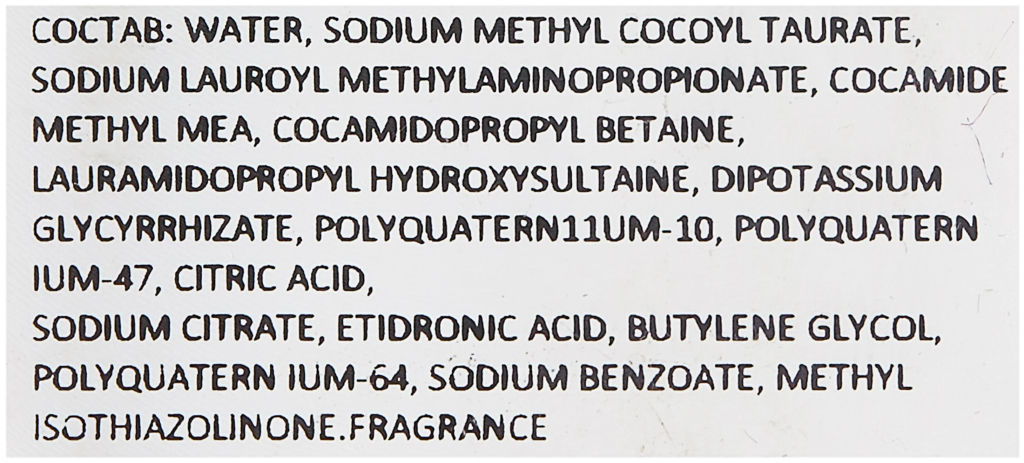 СОСТАВ: WATER, SODIUM METHYL COCOYL TAURATE,
SODIUM LAUROYL METHYLAMINOPROPIONATE, COCAMIDE
METHYL MEA, COCAMIDOPROPYL BETAINE,
LAURAMIDOPROPYL HYDROXYSULTAINE, DIPOTASSIUM
GLYCYRRHIZATE, POLYQUATERN11UM-10, POLYQUATERN
IUM-47, CITRIC ACID,
SODIUM CITRATE, ETIDRONIC ACID, BUTYLENE GLYCOL,
POLYQUATERN IUM-64, SODIUM BENZOATE, METHYL
ISOTHIAZOLINONE.FRAGRANCE